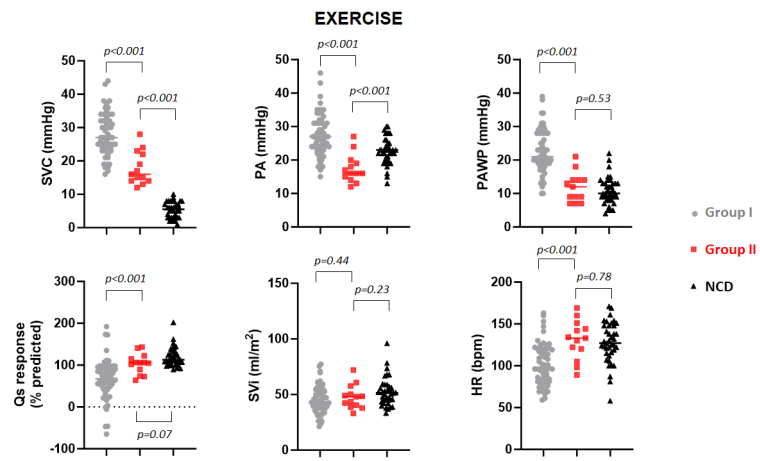 EXERCISE
p<0.001
p<0.001
SVC (mmHg)
50
40
30
20
10
0
p<0.001
p<0.001
PA (mmHg)
50
40
30
20
10
0
p<0.001
p=0.53
PAWP (mmHg)
50
40
30
20
10
0
Group I
Group II
NCD
p<0.001
Qs response
(% predicted)
300
200
100
0
-100
p=0.07
p=0.44
p=0.23
SVi (ml/m²)
150
100
50
0
p<0.001
p=0.78
HR (bpm)
200
150
100
50
0